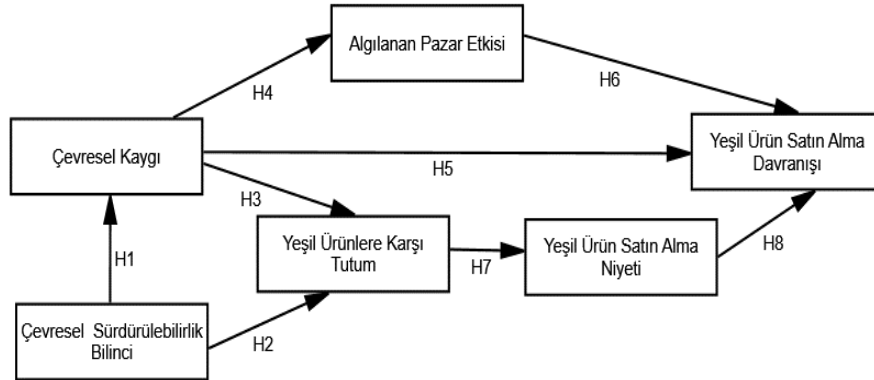 Algılanan Pazar Etkisi
H4
H6
Çevresel Kaygı
Yeşil Ürün Satın Alma
Davranışı
H5
H3
Yeşil Ürünlere Karşı
Tutum
H7
Yeşil Ürün Satın Alma
Niyeti
H8
H1
Çevresel Sürdürülebilirlik
Bilinci
H2